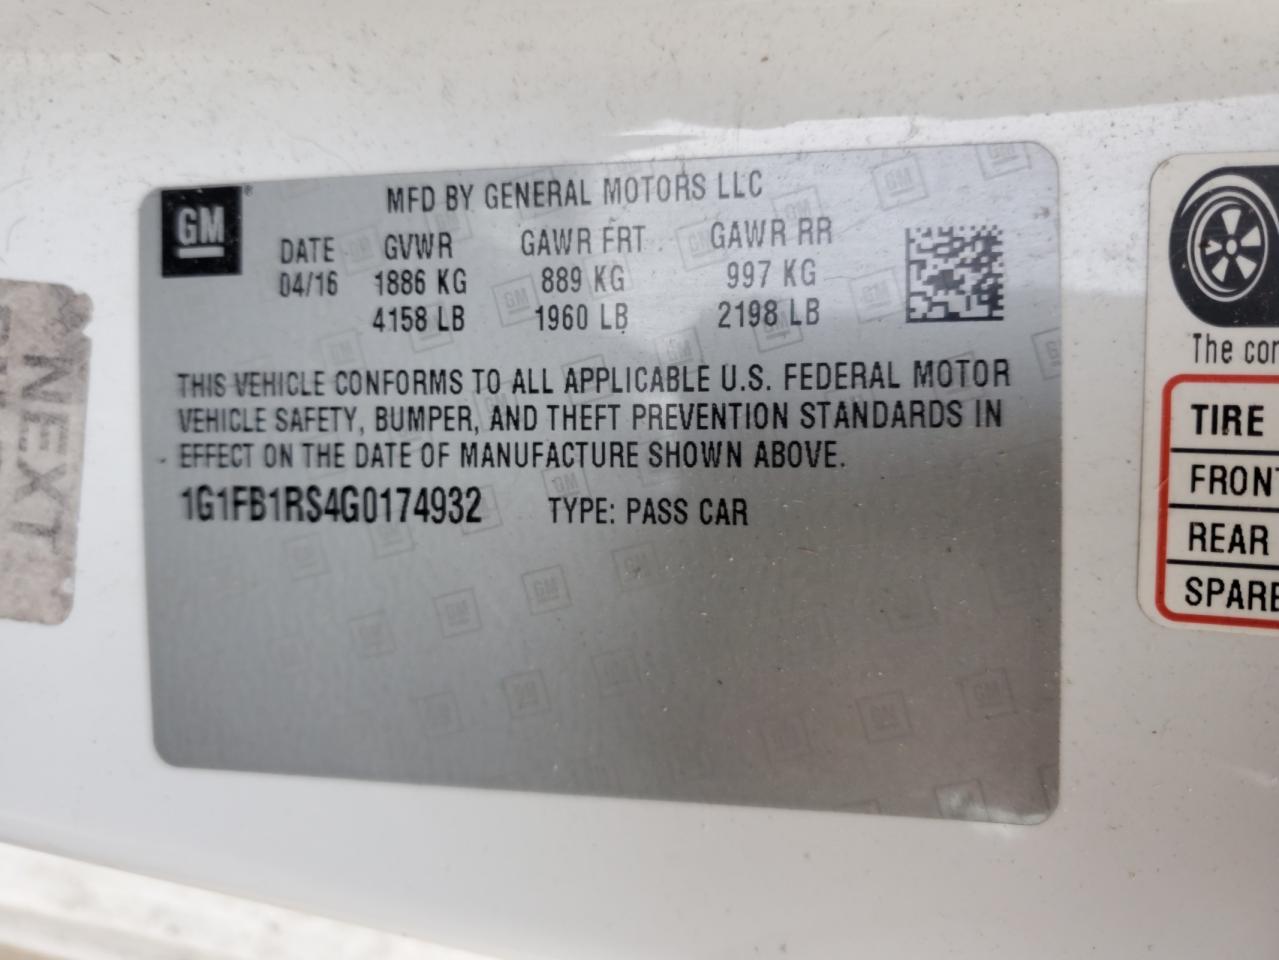 GM
MFD BY GENERAL MOTORS LLC
DATE GVWR GAWR FRT GAWR RR
04/16 1886 KG 889 KG 997 KG
4158 LB 1960 LB 2198 LB
THIS VEHICLE CONFORMS TO ALL APPLICABLE U.S. FEDERAL MOTOR
VEHICLE SAFETY, BUMPER, AND THEFT PREVENTION STANDARDS IN
EFFECT ON THE DATE OF MANUFACTURE SHOWN ABOVE.
1G1FB1RS4G0174932 TYPE: PASS CAR
NEXT
The
TIRE
FRONT
REAR
SPARE